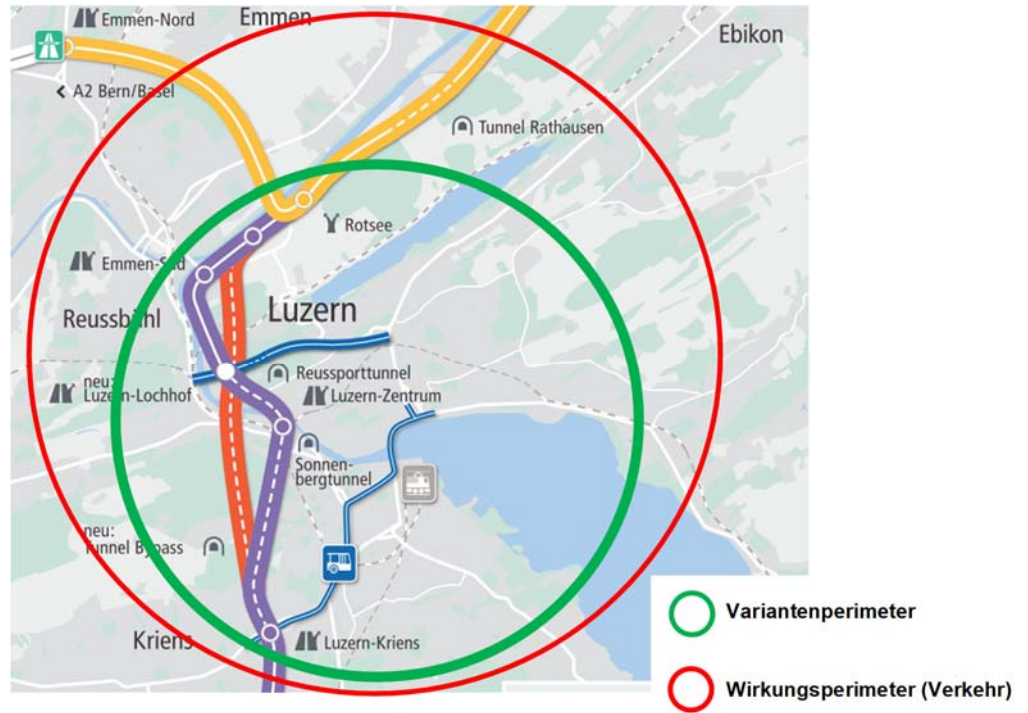 Emmen-Nord
Emmen
Ebikon
A2 Bern/Basel
Tunnel Rathausen
Rotsee
Emmen-Süd
Luzern
Reussbühl
Reussporttunnel
neu:
Luzern-Lochhof
Luzern-Zentrum
Sonnen-
bergtunnel
neu:
Tunnel Bypass
Kriens
Luzern-Kriens
Variantenperimeter
Wirkungsperimeter (Verkehr)